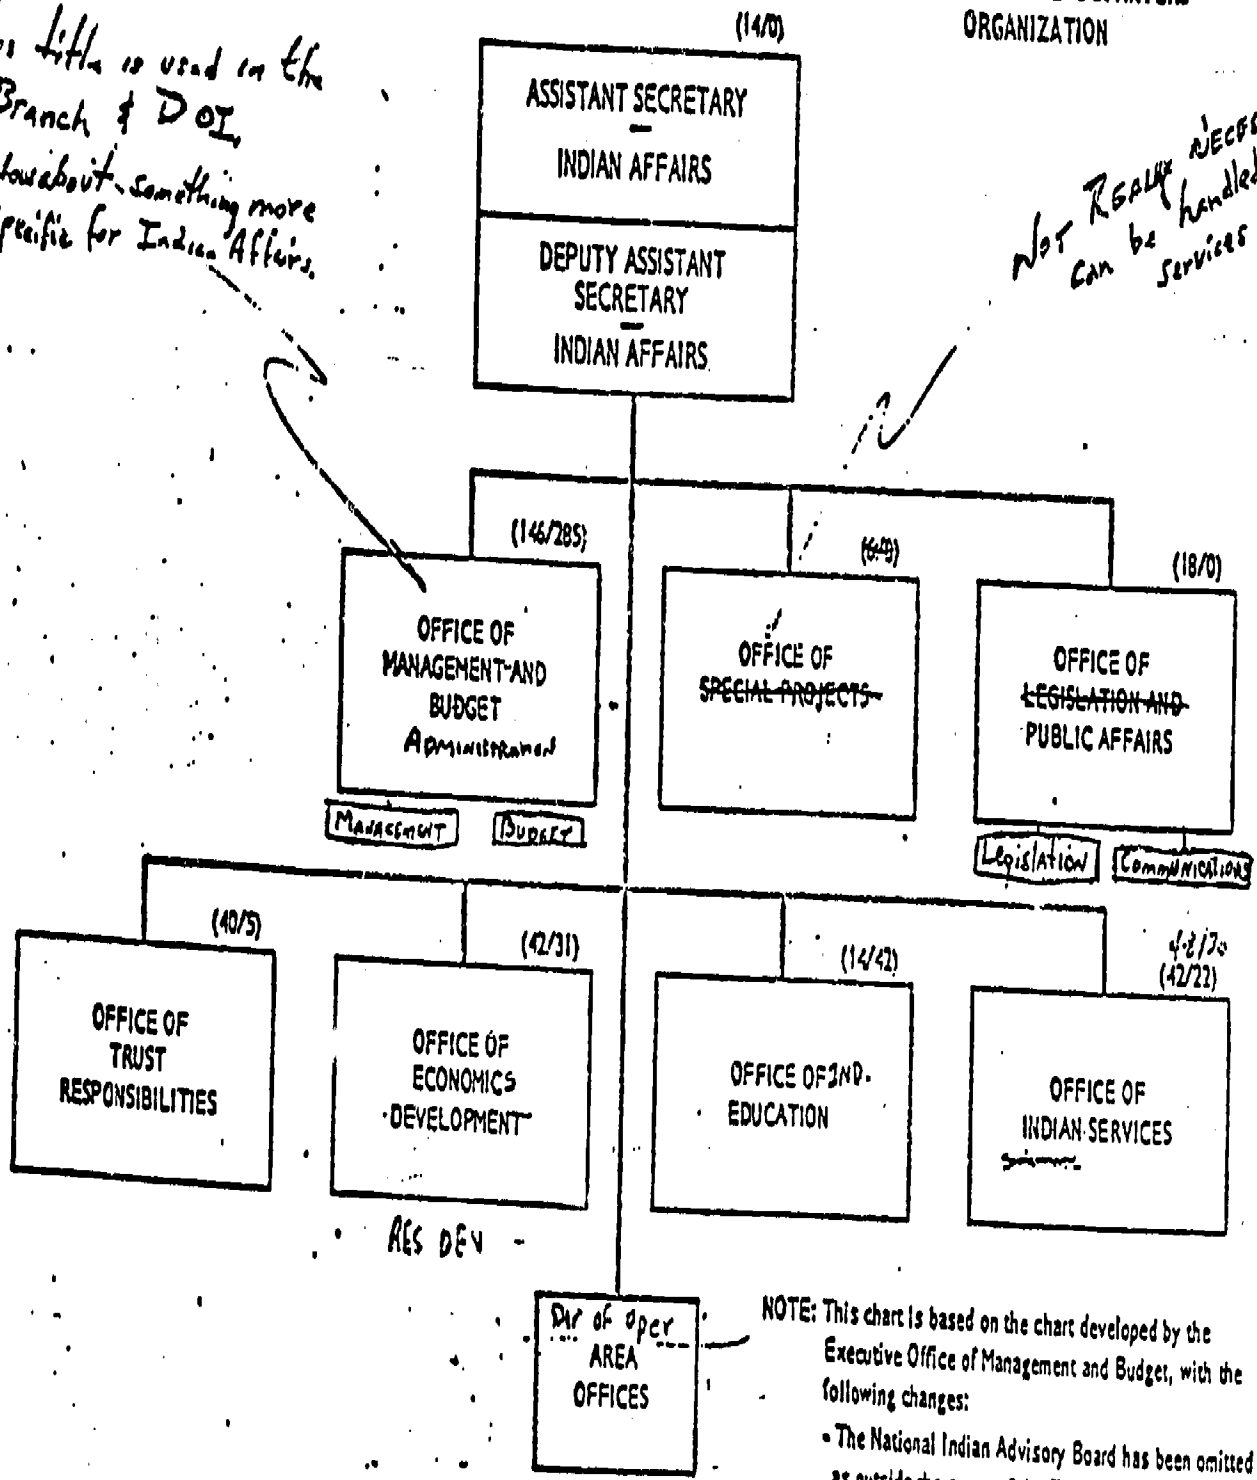 ORGANIZATION
title is used in the
Branch & DOI,
How about something more
specific for Indian Affairs.
(14/0)
ASSISTANT SECRETARY
—
INDIAN AFFAIRS
DEPUTY ASSISTANT
SECRETARY
—
INDIAN AFFAIRS
NOT REALLY
can be handled
services
(146/285)
OFFICE OF
MANAGEMENT AND
BUDGET
ADMINISTRATION
MANAGEMENT
BUDGET
OFFICE OF
SPECIAL PROJECTS
(18/0)
OFFICE OF
LEGISLATION AND
PUBLIC AFFAIRS
Legislation
COMMUNICATIONS
(40/5)
OFFICE OF
TRUST
RESPONSIBILITIES
(42/31)
OFFICE OF
ECONOMICS
DEVELOPMENT
RES DEV -
(14/42)
OFFICE OF IND.
EDUCATION
(42/22)
OFFICE OF
INDIAN SERVICES
Dir of oper
AREA
OFFICES
NOTE: This chart is based on the chart developed by the
Executive Office of Management and Budget, with the
following changes:
- The National Indian Advisory Board has been omitted
as outside the